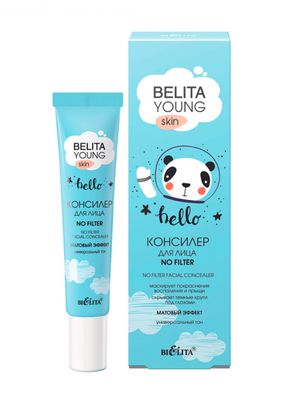 BELITA
YOUNG
skin
hello
КОНСИЛЕР
ДЛЯ ЛИЦА
NO FILTER
NO FILTER
FACIAL CONCEALER
МАТОВЫЙ ЭФФЕКТ
универсальный тон
BIELITA
BELITA
YOUNG
skin
hello
КОНСИЛЕР
ДЛЯ ЛИЦА
NO FILTER
NO FILTER FACIAL CONCEALER
маскирует покраснения
воспаления и прыщи
скрывает темные круги
под глазами
МАТОВЫЙ ЭФФЕКТ
универсальный тон
BIELITA